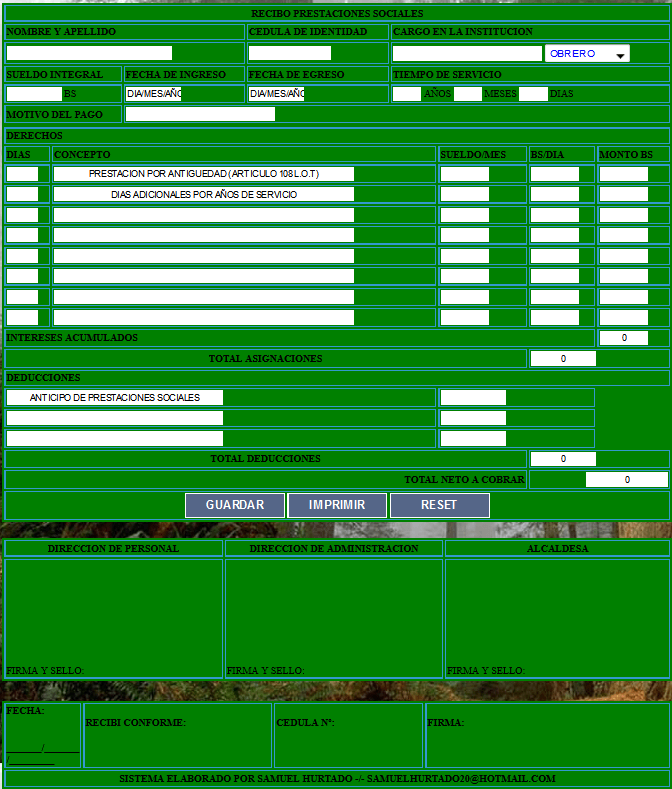 RECIBO PRESTACIONES SOCIALES
NOMBRE Y APELLIDO CEDULA DE IDENTIDAD CARGO EN LA INSTITUCION
OBRERO
SUELDO INTEGRAL FECHA DE INGRESO FECHA DE EGRESO TIEMPO DE SERVICIO
BS DIA/MES/AÑO DIA/MES/AÑO AÑOS MESES DIAS
MOTIVO DEL PAGO
DERECHOS
DIAS CONCEPTO SUELDO/MES BS/DIA MONTO BS
PRESTACION POR ANTIGUEDAD (ARTICULO 108 L.O.T)
DIAS ADICIONALES POR AÑOS DE SERVICIO
INTERESES ACUMULADOS 0
TOTAL ASIGNACIONES 0
DEDUCCIONES
ANTICIPO DE PRESTACIONES SOCIALES
TOTAL DEDUCCIONES 0
TOTAL NETO A COBRAR 0
GUARDAR IMPRIMIR RESET
DIRECCION DE PERSONAL DIRECCION DE ADMINISTRACION ALCALDESA
FIRMA Y SELLO: FIRMA Y SELLO: FIRMA Y SELLO:
FECHA:
RECIBI CONFORME: CEDULA Nº: FIRMA:
_______/_______
/_________
SISTEMA ELABORADO POR SAMUEL HURTADO -/- SAMUELHURTADO20@HOTMAIL.COM